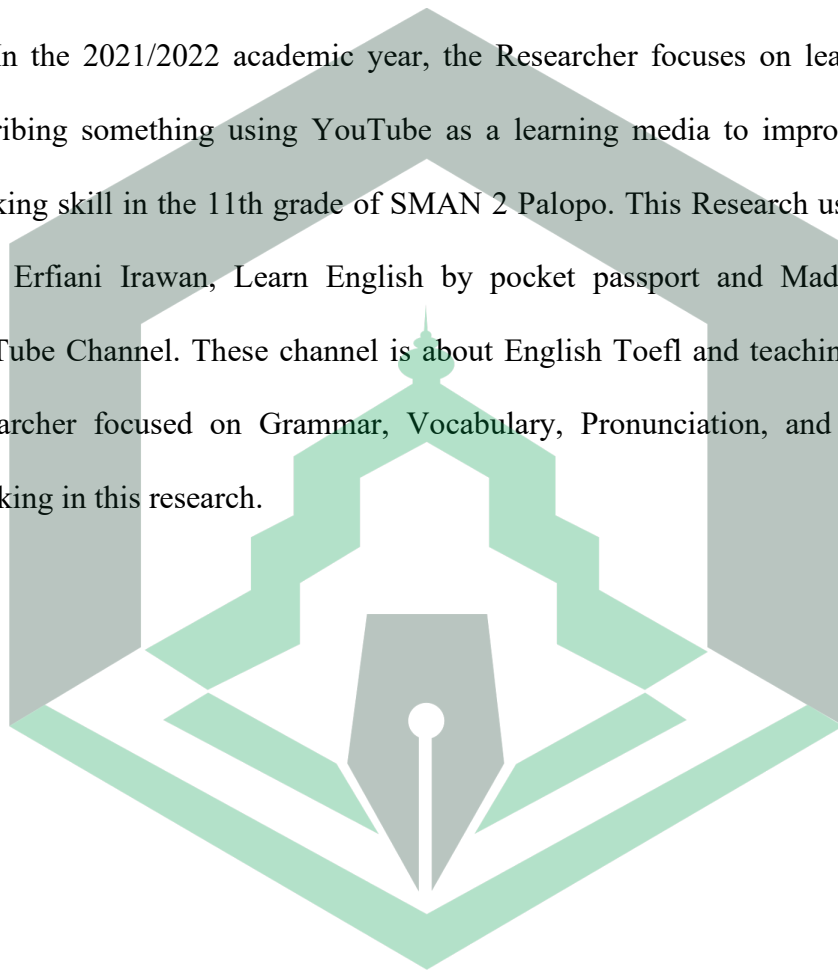 In the 2021/2022 academic year, the Researcher focuses on lea
ribing something using YouTube as a learning media to impro
king skill in the 11th grade of SMAN 2 Palopo. This Research us
Erfiani Irawan, Learn English by pocket passport and Mad
Tube Channel. These channel is about English Toefl and teachin
archer focused on Grammar, Vocabulary, Pronunciation, and
king in this research.